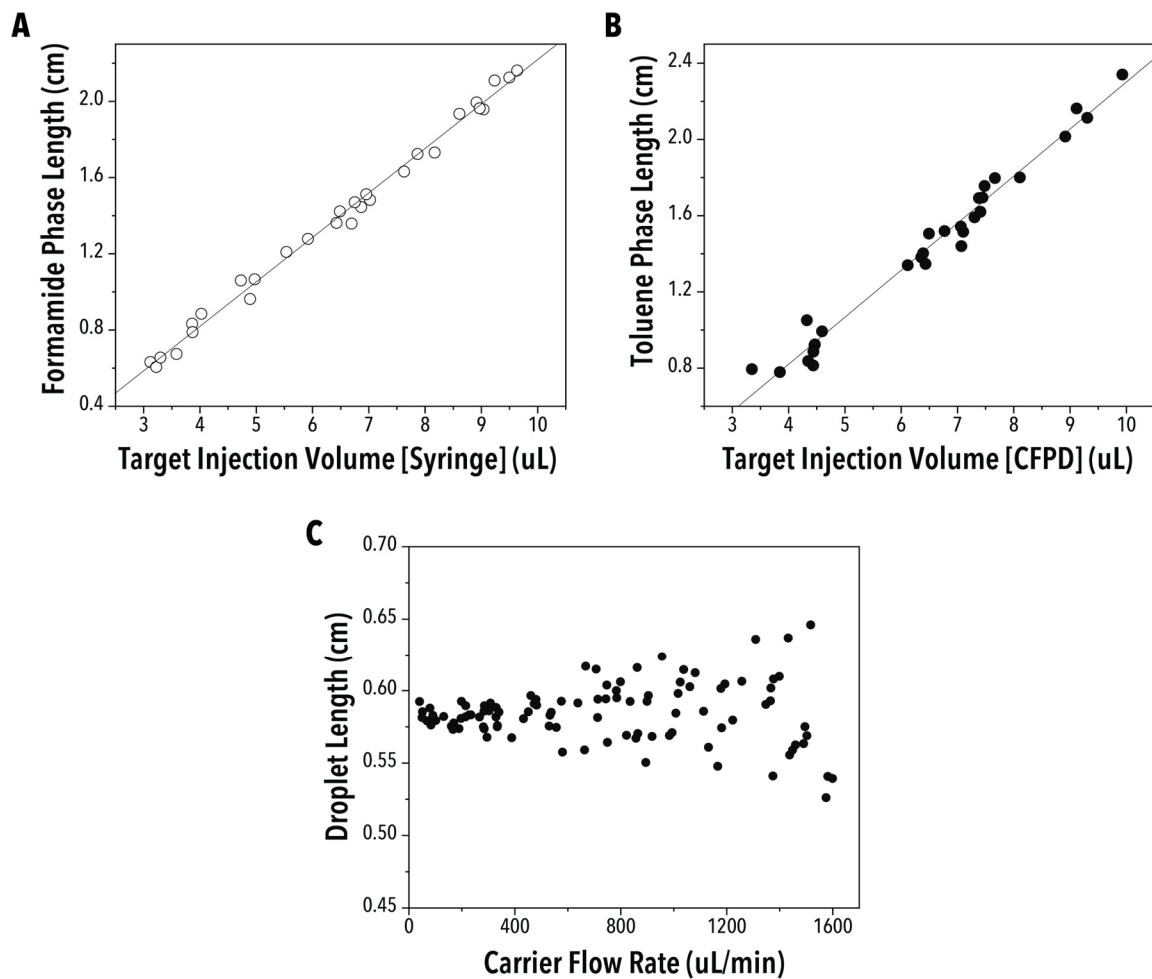 A
Formamide Phase Length (cm)
2.0
1.6
1.2
0.8
0.4
3 4 5 6 7 8 9 10
Target Injection Volume [Syringe] (uL)
B
Toluene Phase Length (cm)
2.4
2.0
1.6
1.2
0.8
3 4 5 6 7 8 9 10
Target Injection Volume [CFPD] (uL)
C
Droplet Length (cm)
0.70
0.65
0.60
0.55
0.50
0.45
0 400 800 1200 1600
Carrier Flow Rate (uL/min)